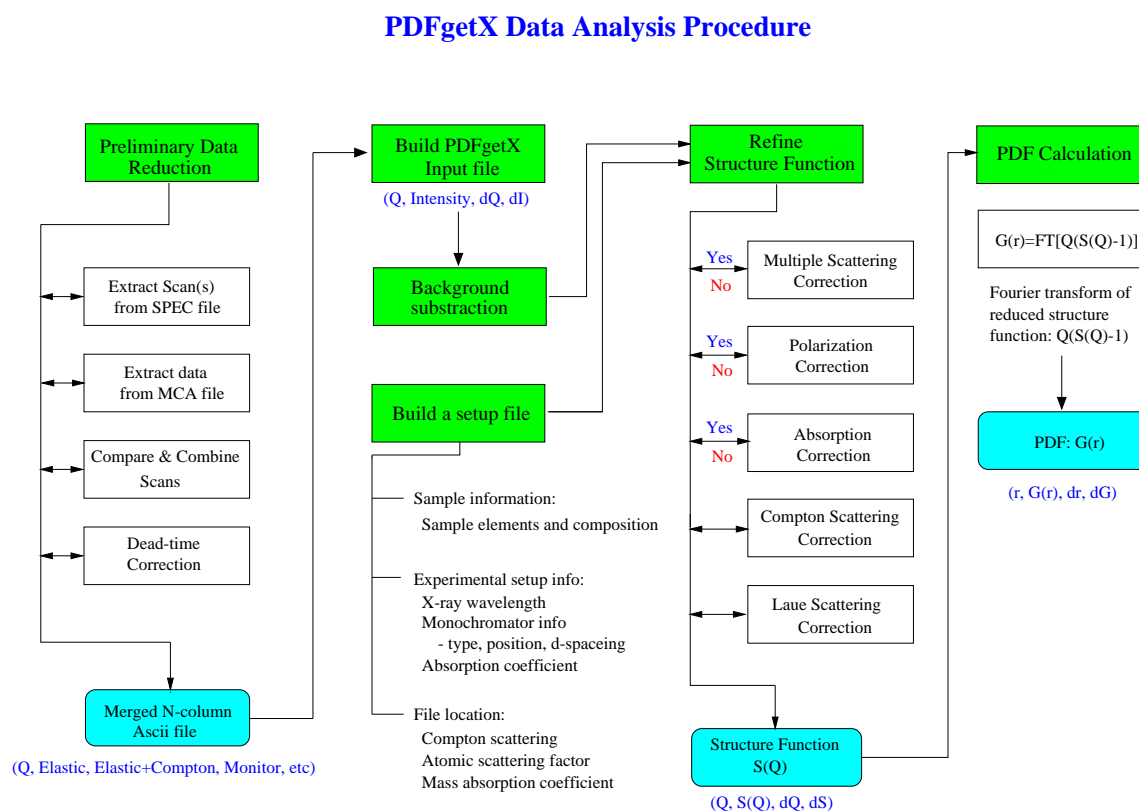 PDFgetX Data Analysis Procedure
Preliminary Data
Reduction
Extract Scan(s)
from SPEC file
Extract data
from MCA file
Compare & Combine
Scans
Dead-time
Correction
Merged N-column
Ascii file
(Q, Elastic, Elastic+Compton, Monitor, etc)
Build PDFgetX
Input file
(Q, Intensity, dQ, dI)
Background
substraction
Build a setup file
Sample information:
Sample elements and composition
Experimental setup info:
X-ray wavelength
Monochromator info
- type, position, d-spaceing
Absorption coefficient
File location:
Compton scattering
Atomic scattering factor
Mass absorption coefficient
Refine
Structure Function
Yes
No
Multiple Scattering
Correction
Yes
No
Polarization
Correction
Yes
No
Absorption
Correction
Compton Scattering
Correction
Laue Scattering
Correction
Structure Function
S(Q)
(Q, S(Q), dQ, dS)
PDF Calculation
G(r)=FT[Q(S(Q)-1)]
Fourier transform of
reduced structure
function: Q(S(Q)-1)
PDF: G(r)
(r, G(r), dr, dG)